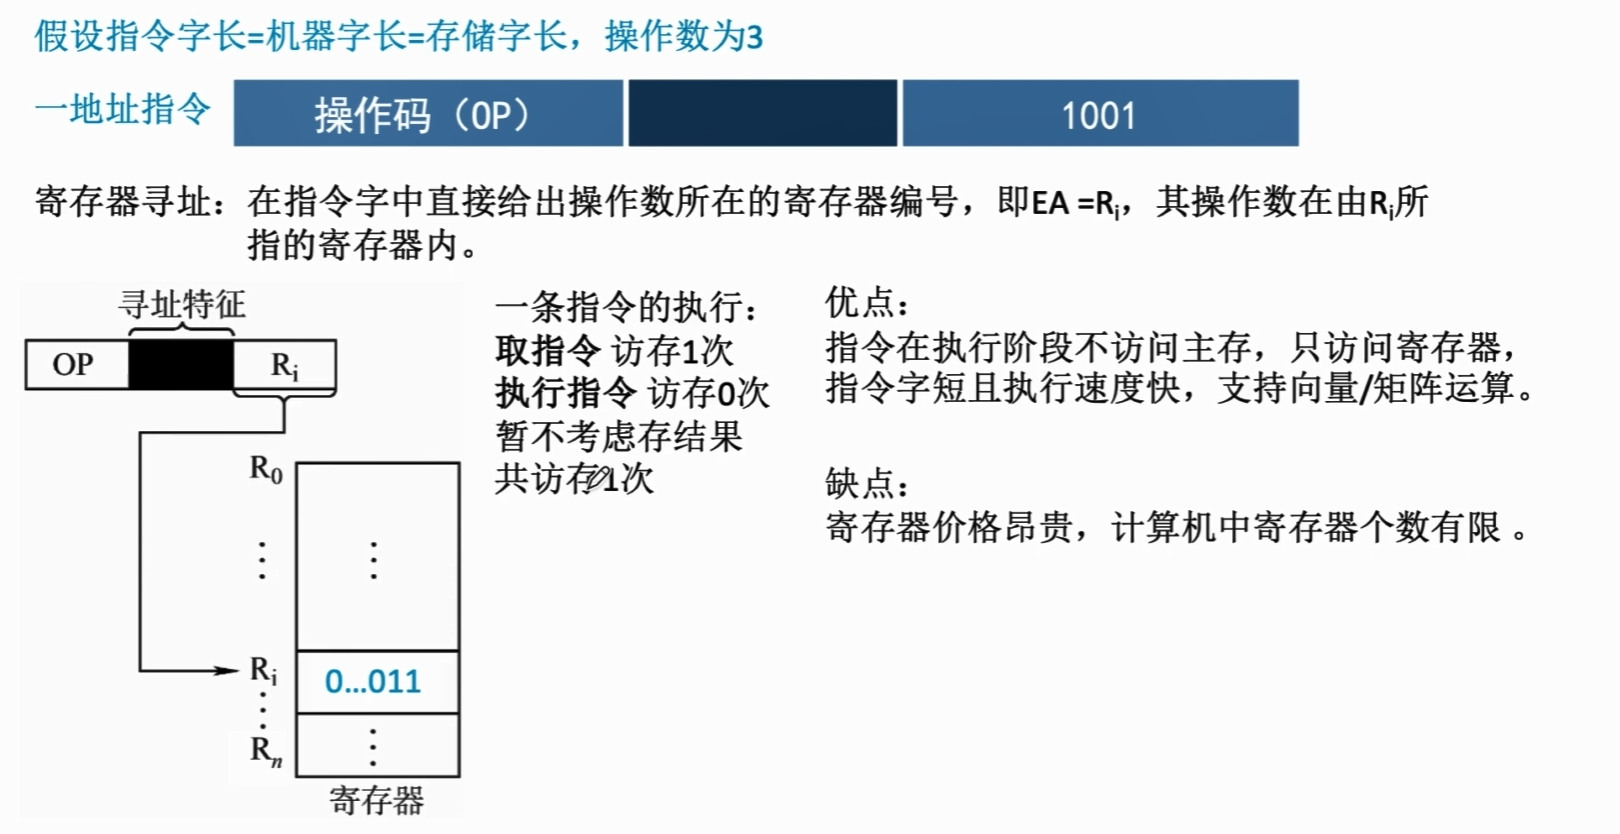 假设指令字长=机器字长=存储字长，操作数为3
一地址指令 操作码（OP） 1001
寄存器寻址：在指令字中直接给出操作数所在的寄存器编号，即EA =Ri，其操作数在由Ri所
指的寄存器内。
寻址特征
OP Ri
R0
⋮ ⋮
Ri 0...011
⋮
Rn ⋮
寄存器
一条指令的执行：
取指令 访存1次
执行指令 访存0次
暂不考虑存结果
共访存1次
优点：
指令在执行阶段不访问主存，只访问寄存器，
指令字短且执行速度快，支持向量/矩阵运算。
缺点：
寄存器价格昂贵，计算机中寄存器个数有限 。